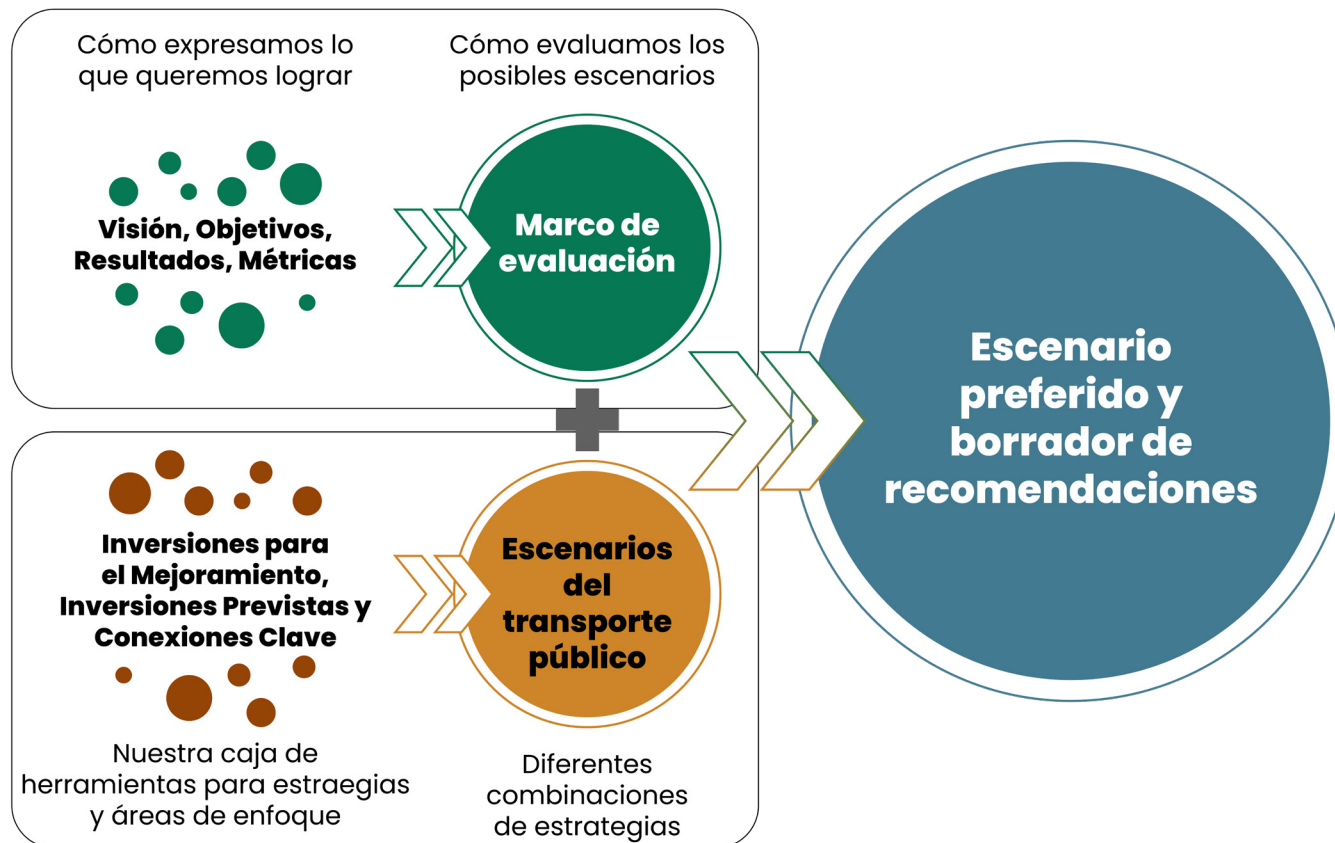 Cómo expresamos lo
que queremos lograr
Cómo evaluamos los
posibles escenarios
Visión, Objetivos,
Resultados, Métricas
Marco de
evaluación
Inversiones para
el Mejoramiento,
Inversiones Previstas y
Conexiones Clave
Escenarios
del
transporte
público
Nuestra caja de
herramientas para estraegias
y áreas de enfoque
Diferentes
combinaciones
de estrategias
Escenario
preferido y
borrador de
recomendaciones